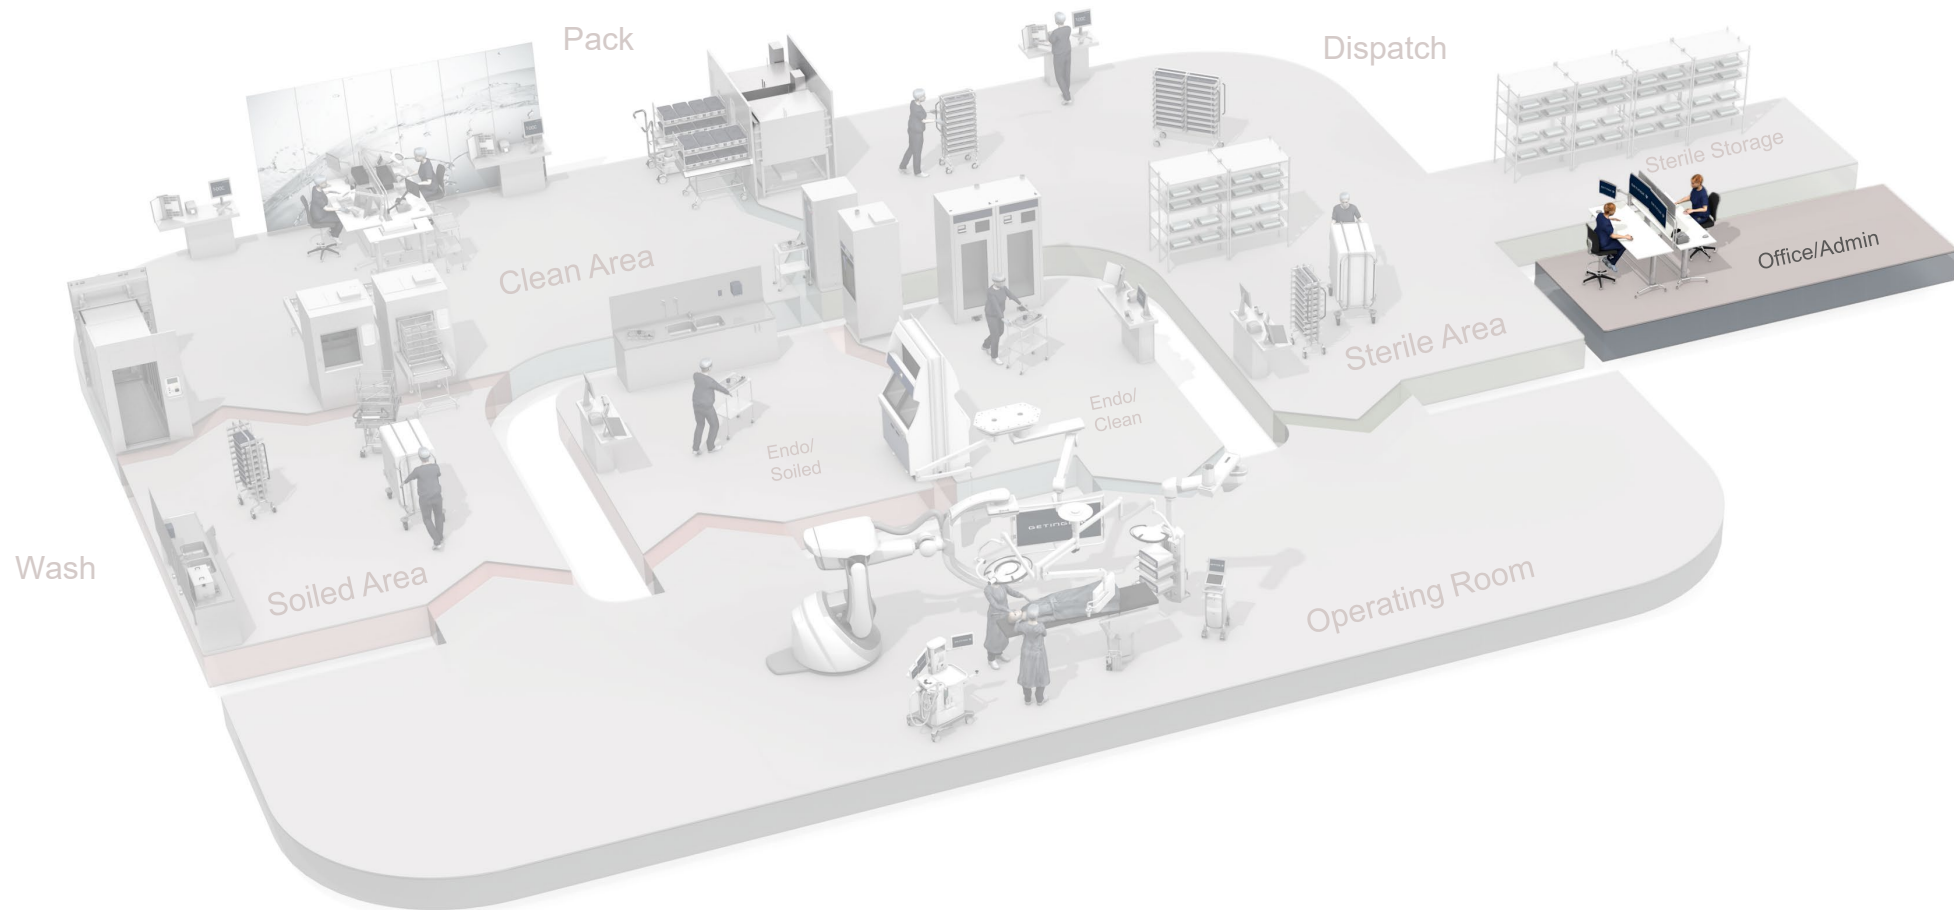 Pack
Dispatch
Sterile Storage
Office/Admin
Clean Area
Sterile Area
Endo/
Clean
Endo/
Soiled
Wash
Soiled Area
Operating Room
GETINGE